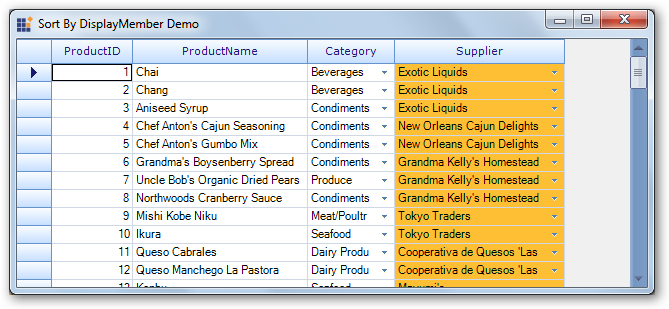 Sort By DisplayMember Demo
ProductID ProductName Category Supplier
1 Chai Beverages Exotic Liquids
2 Chang Beverages Exotic Liquids
3 Aniseed Syrup Condiments Exotic Liquids
4 Chef Anton's Cajun Seasoning Condiments New Orleans Cajun Delights
5 Chef Anton's Gumbo Mix Condiments New Orleans Cajun Delights
6 Grandma's Boysenberry Spread Condiments Grandma Kelly's Homestead
7 Uncle Bob's Organic Dried Pears Produce Grandma Kelly's Homestead
8 Northwoods Cranberry Sauce Condiments Grandma Kelly's Homestead
9 Mishi Kobe Niku Meat/Poultr Tokyo Traders
10 Ikura Seafood Tokyo Traders
11 Queso Cabrales Dairy Produ Cooperativa de Quesos 'Las
12 Queso Manchego La Pastora Dairy Produ Cooperativa de Quesos 'Las